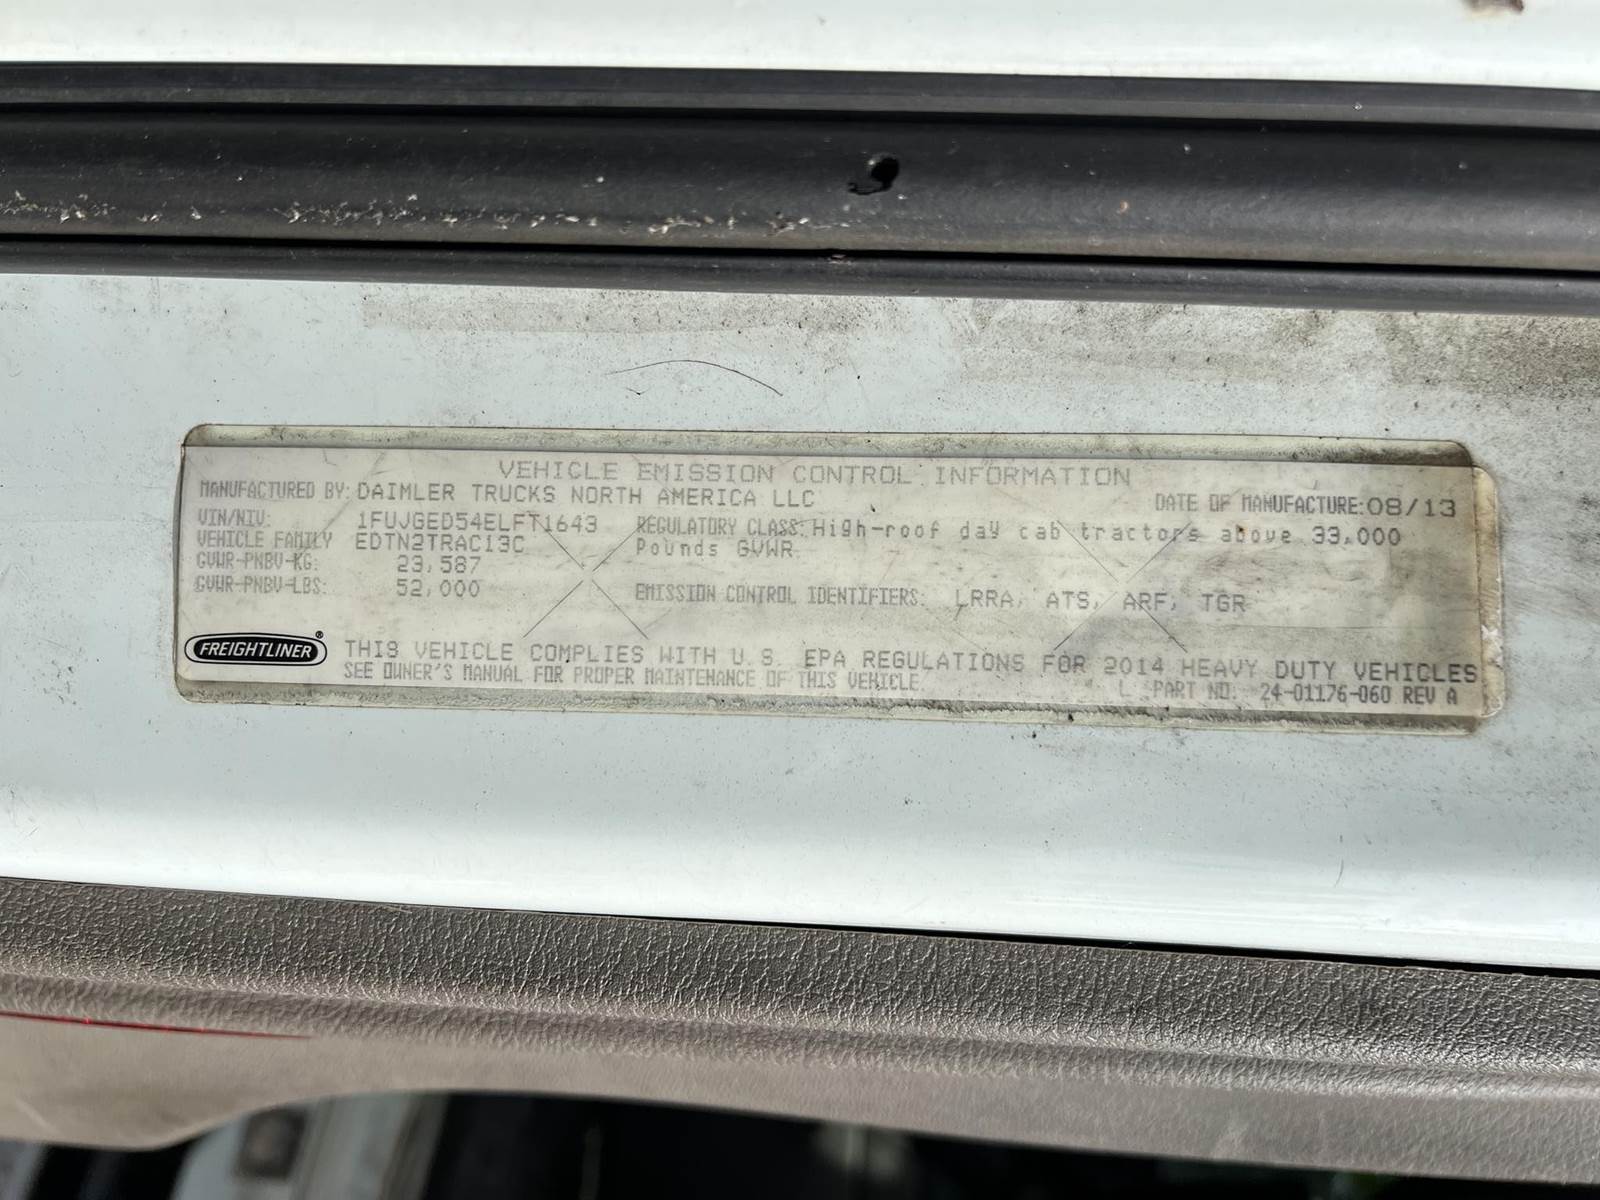 VEHICLE EMISSION CONTROL INFORMATION
MANUFACTURED BY: DAIMLER TRUCKS NORTH AMERICA LLC
DATE OF MANUFACTURE: 08/13
VIN/NIV: 1FUJGED54ELFT1643
REGULATORY CLASS: High-roof day cab tractors above 33,000
VEHICLE FAMILY EDTN2TRAC13C
Pounds GVWR
GVWR-PNBV-KG: 23,587
GVWR-PNBV-LBS: 52,000
EMISSION CONTROL IDENTIFIERS: LRRA, ATS, ARF, TGR
FREIGHTLINER®
THIS VEHICLE COMPLIES WITH U.S. EPA REGULATIONS FOR 2014 HEAVY DUTY VEHICLES
SEE OWNER'S MANUAL FOR PROPER MAINTENANCE OF THIS VEHICLE.
L PART NO. 24-01176-060 REV A